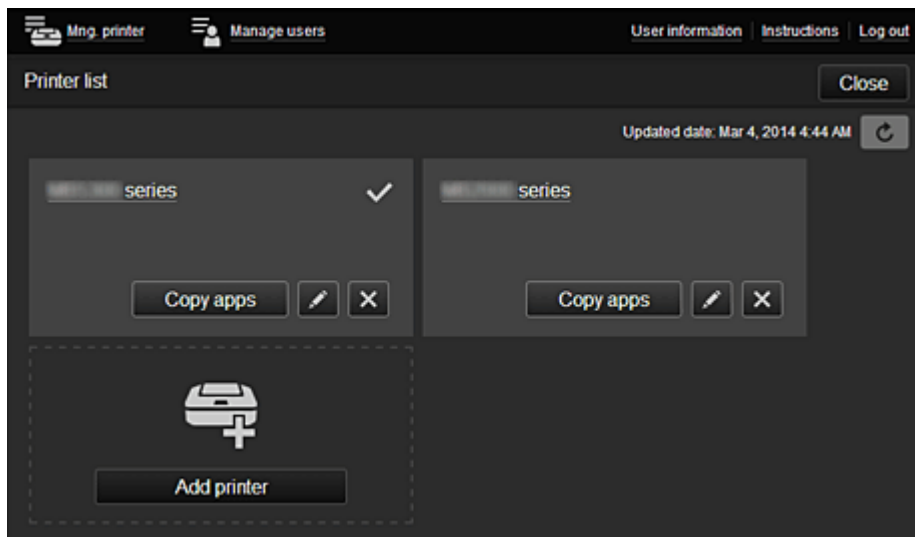 Mng. printer Manage users User information Instructions Log out
Printer list Close
Updated date: Mar 4, 2014 4:44 AM
series series
Copy apps Copy apps
Add printer